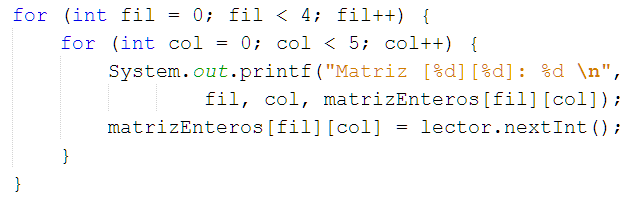 for (int fil = 0; fil < 4; fil++) {
for (int col = 0; col < 5; col++) {
System.out.printf("Matriz [%d][%d]: %d \n",
fil, col, matrizEnteros[fil][col]);
matrizEnteros[fil][col] = lector.nextInt();
}
}